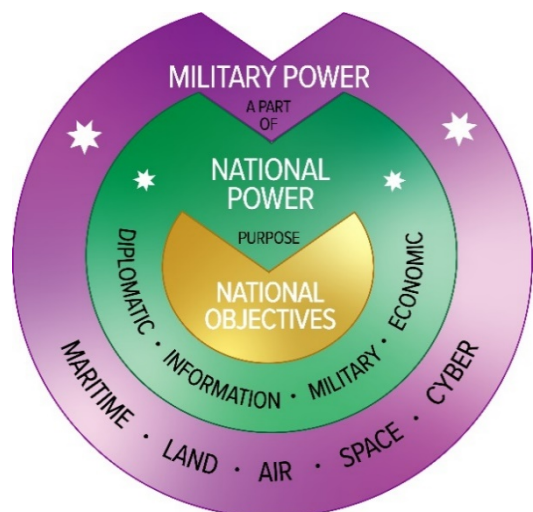 MILITARY POWER
A PART
OF
NATIONAL
POWER
PURPOSE
NATIONAL
OBJECTIVES
DIPLOMATIC • INFORMATION • MILITARY • ECONOMIC
MARITIME • LAND • AIR • SPACE • CYBER